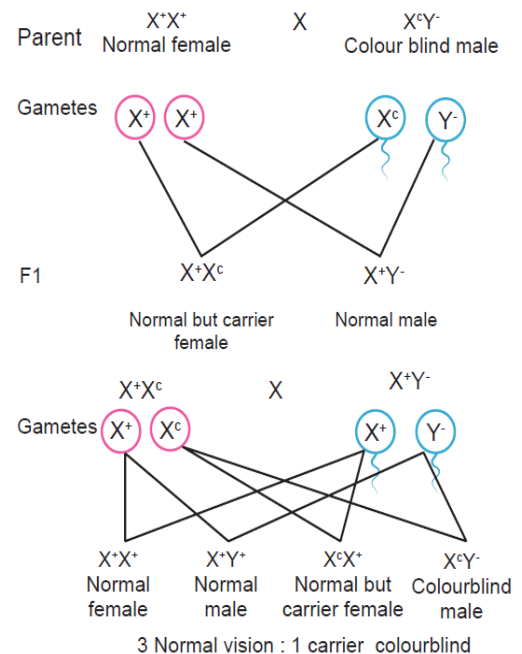 Parent X⁺X⁺ X XᶜY⁻
Normal female Colour blind male
Gametes X⁺ X⁺ Xᶜ Y⁻
F1 X⁺Xᶜ X⁺Y⁻
Normal but carrier Normal male
female
X⁺Xᶜ X X⁺Y⁻
Gametes X⁺ Xᶜ X⁺ Y⁻
X⁺X⁺ X⁺Y⁺ XᶜX⁺ XᶜY⁻
Normal Normal Normal but Colourblind
female male carrier female male
3 Normal vision : 1 carrier colourblind